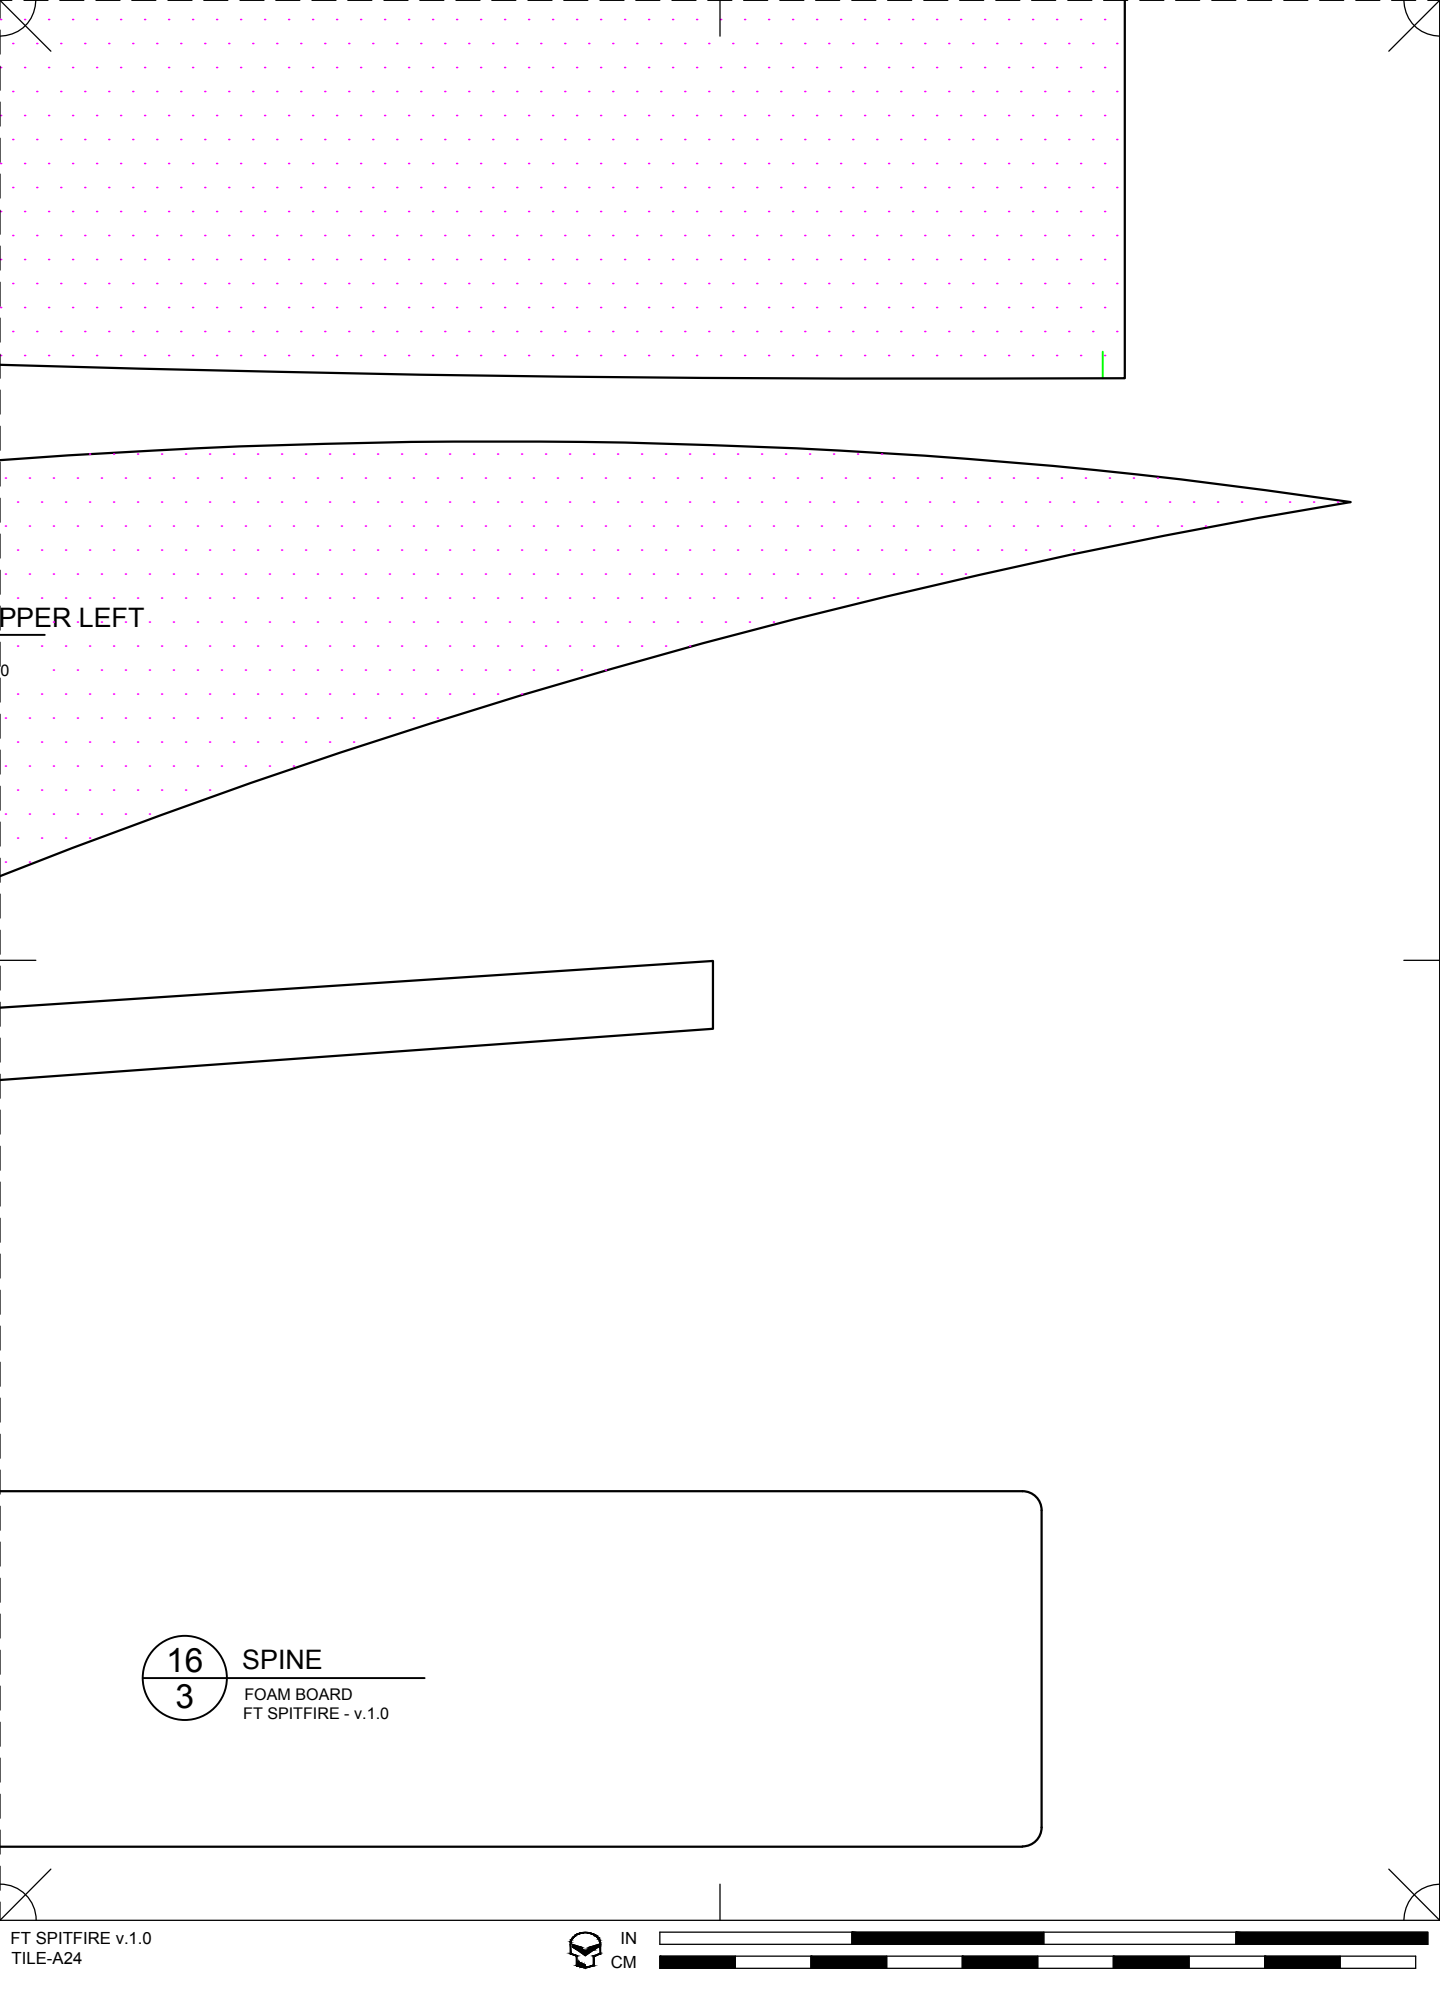 PPER LEFT
0
16
3
SPINE
FOAM BOARD
FT SPITFIRE - v.1.0
FT SPITFIRE v.1.0
TILE-A24
IN
CM